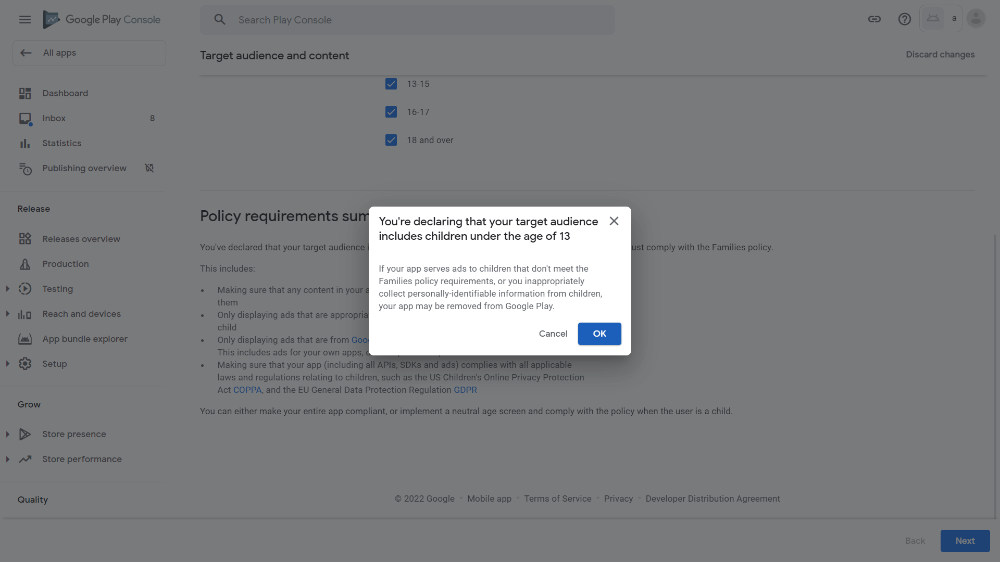 Google Play Console
Search Play Console
a
All apps
Target audience and content
Discard changes
Dashboard
Inbox 8
Statistics
Publishing overview
Release
Releases overview
Production
Testing
Reach and devices
App bundle explorer
Setup
Grow
Store presence
Store performance
Quality
13-15
16-17
18 and over
Policy requirements sum
You've declared that your target audience i
ust comply with the Families policy.
This includes:
Making sure that any content in your a
them
Only displaying ads that are appropria
child
Only displaying ads that are from Goo
This includes ads for your own apps,
Making sure that your app (including all APIs, SDKs and ads) complies with all applicable
laws and regulations relating to children, such as the US Children's Online Privacy Protection
Act COPPA, and the EU General Data Protection Regulation GDPR
You can either make your entire app compliant, or implement a neutral age screen and comply with the policy when the user is a child.
You're declaring that your target audience
includes children under the age of 13
If your app serves ads to children that don't meet the
Families policy requirements, or you inappropriately
collect personally-identifiable information from children,
your app may be removed from Google Play.
Cancel OK
© 2022 Google • Mobile app • Terms of Service • Privacy • Developer Distribution Agreement
Back Next